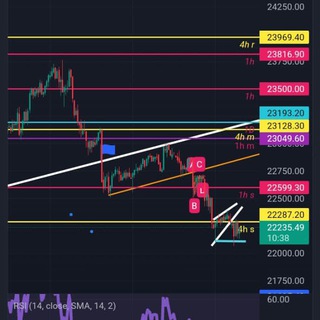 24250.00
23969.40
4h r
23816.90
1h
23750.00
23500.00
1h
23193.20
23128.30
4h m
23049.60
1h m
A C
22750.00
L
22599.30
1h s
B
22500.00
22287.20
4h s
22235.49
10:38
22000.00
21750.00
RSI (14, close, SMA, 14, 2)
60.00